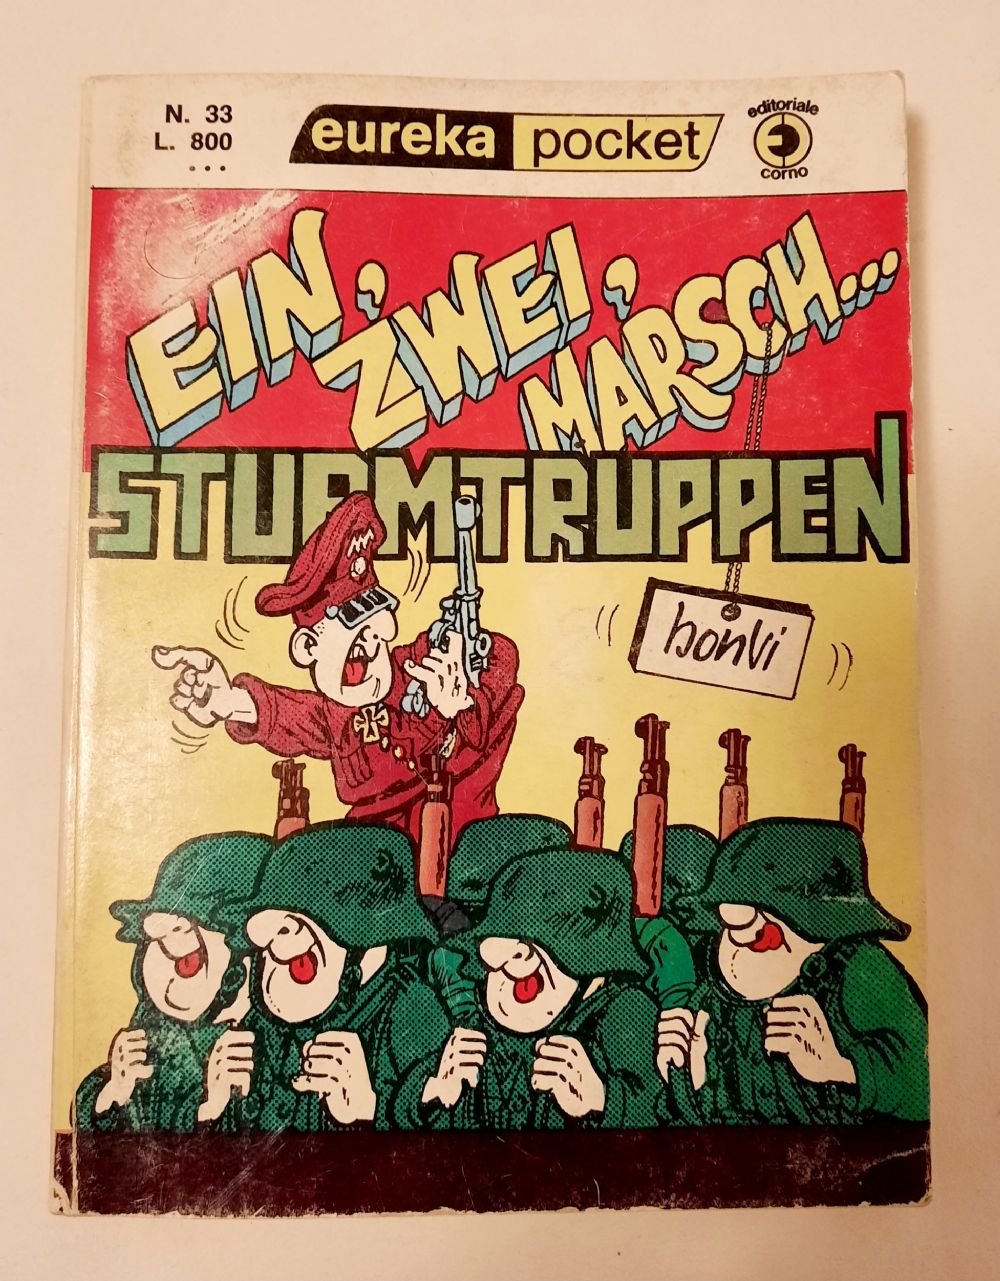 N. 33
L. 800
...
eureka pocket
editoriale
corno
EIN, ZWEI, MARSCH...
STURMTRUPPEN
bonvi